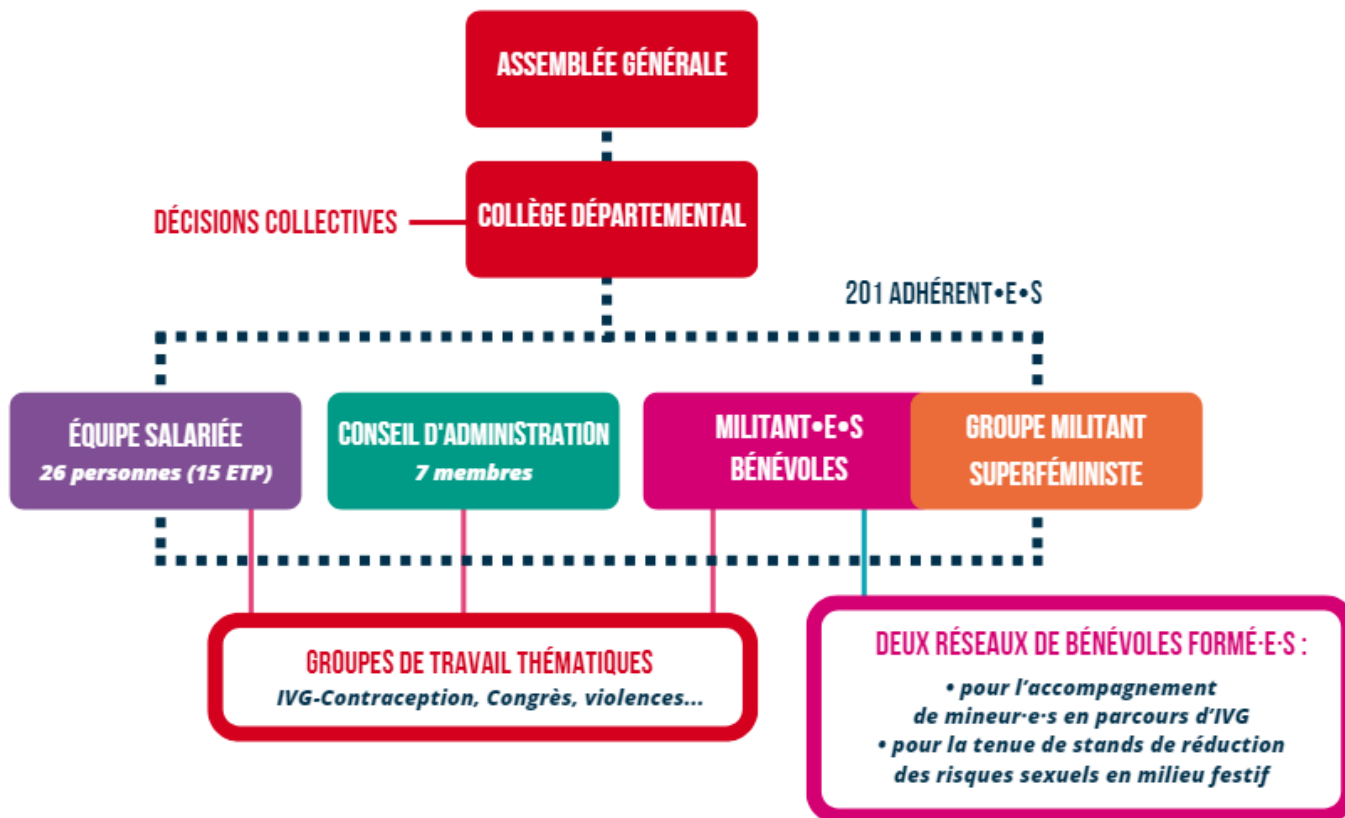 ASSEMBLÉE GÉNÉRALE
DÉCISIONS COLLECTIVES
COLLÈGE DÉPARTEMENTAL
201 ADHÉRENT•E•S
ÉQUIPE SALARIÉE
26 personnes (15 ETP)
CONSEIL D'ADMINISTRATION
7 membres
MILITANT•E•S
BÉNÉVOLES
GROUPE MILITANT
SUPERFÉMINISTE
GROUPES DE TRAVAIL THÉMATIQUES
IVG-Contraception, Congrès, violences...
DEUX RÉSEAUX DE BÉNÉVOLES FORMÉ·E·S :
• pour l’accompagnement
de mineur·e·s en parcours d’IVG
• pour la tenue de stands de réduction
des risques sexuels en milieu festif